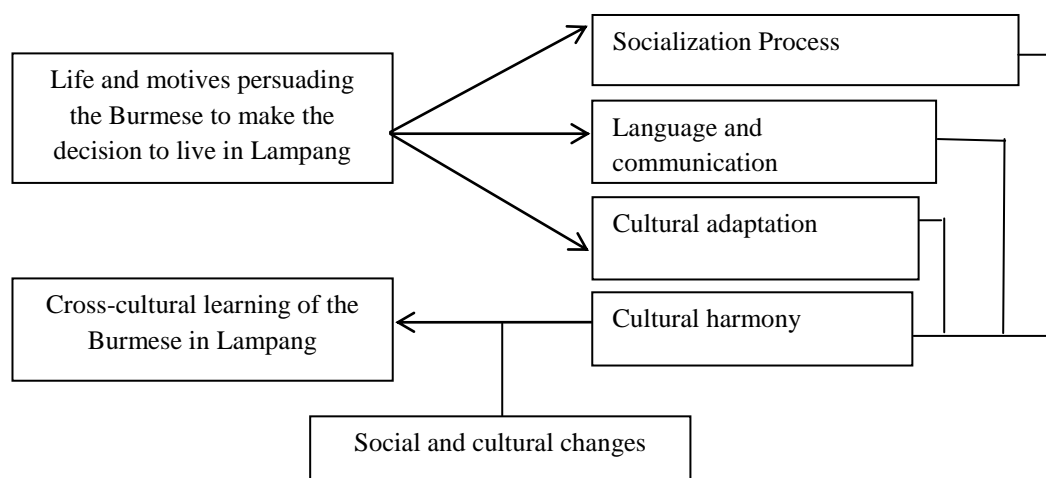 Life and motives persuading
the Burmese to make the
decision to live in Lampang
Socialization Process
Language and
communication
Cultural adaptation
Cross-cultural learning of the
Burmese in Lampang
Cultural harmony
Social and cultural changes